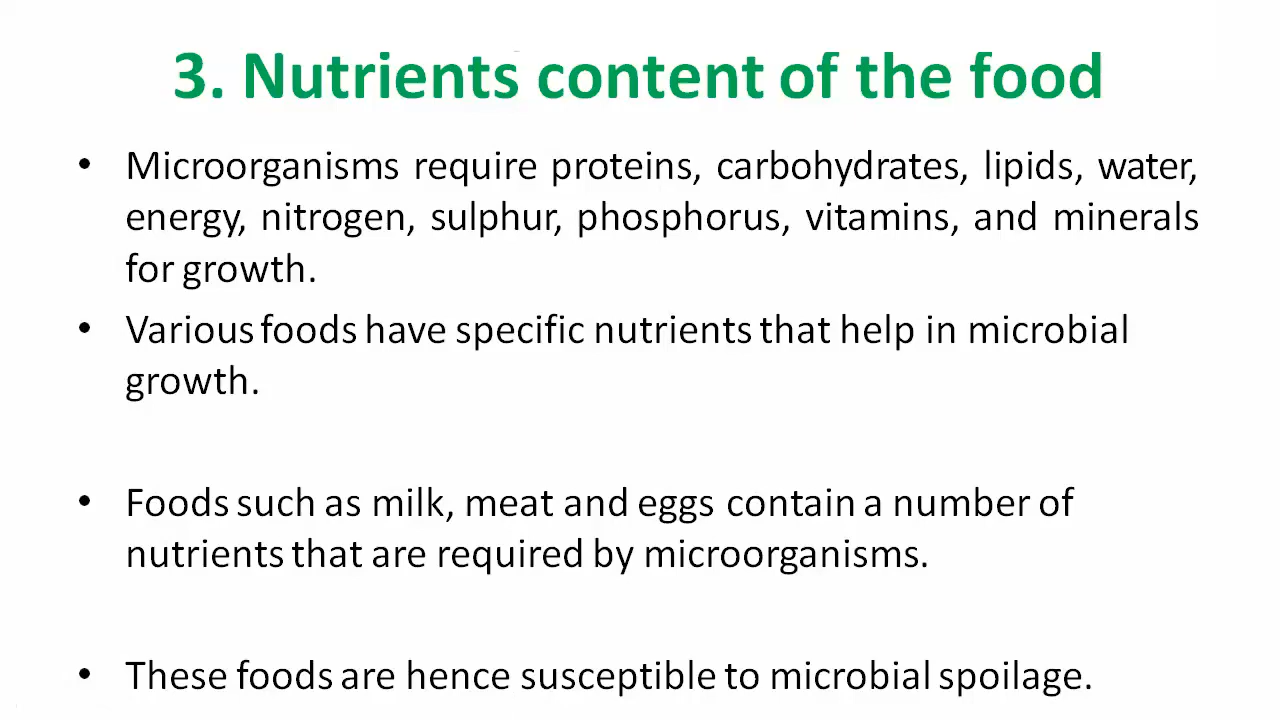 3. Nutrients content of the food
• Microorganisms require proteins, carbohydrates, lipids, water,
energy, nitrogen, sulphur, phosphorus, vitamins, and minerals
for growth.
• Various foods have specific nutrients that help in microbial
growth.
• Foods such as milk, meat and eggs contain a number of
nutrients that are required by microorganisms.
• These foods are hence susceptible to microbial spoilage.